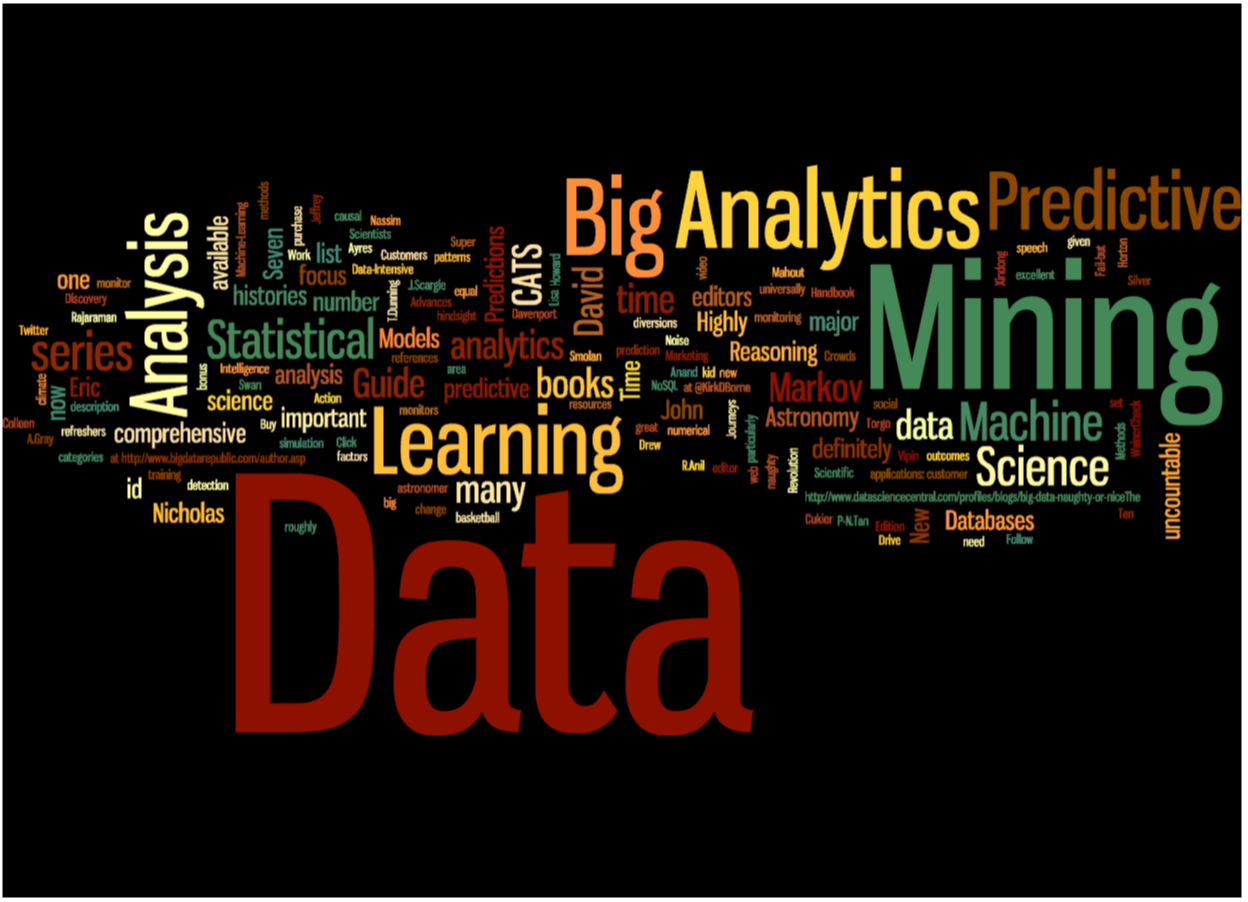 Big
Analytics
Predictive
Mining
Data
Learning
Analysis
Statistical
Machine
Science
methods
Machine-Learning
available
Seven
purchase
Jeffrey
causal
Nassim
Scientists
Work
list
Ayres
Customers
Super
patterns
focus
Data-Intensive
one
monitor
Discovery
Rajaraman
histories
number
T.Dunning
J.Scargle
equal
Advances
hindsight
Predictions
CATS
Davenport
Lisa
Howard
David
time
video
Mahout
universally
Handbook
editors
diversions
Highly
monitoring
major
Xindong
speech
given
excellent
Fail-but
Horton
Silver
Twitter
series
Models
references
analytics
Smolan
prediction
Noise
Marketing
Reasoning
Crowds
climate
Eric
now
description
bonus
Intelligence
Swan
science
analysis
Action
Guide
area
predictive
books
resources
Time
Anand
kid
new
NoSQL
at @KirkDBorne
Markov
Colleen
A.Gray
refreshers
comprehensive
Buy
important
monitors
great
John
numerical
Journeys
particularly
Astronomy
social
Torgo
data
set
WainerChuck
Methods
categories
at http://www.bigdatarepublic.com/author.asp
simulation
Click
factors
Drew
R.Anil
editor
web
naughty
Revolution
definitely
Vipin
outcomes
Scientific
applications: customer
uncountable
training
id
detection
astronomer
many
http://www.datasciencecentral.com/profiles/blogs/big-data-naughty-or-niceThe
Nicholas
roughly
big
change
basketball
Cukier
P-N.Tan
Edition
Drive
New
Databases
need
Follow
Ten